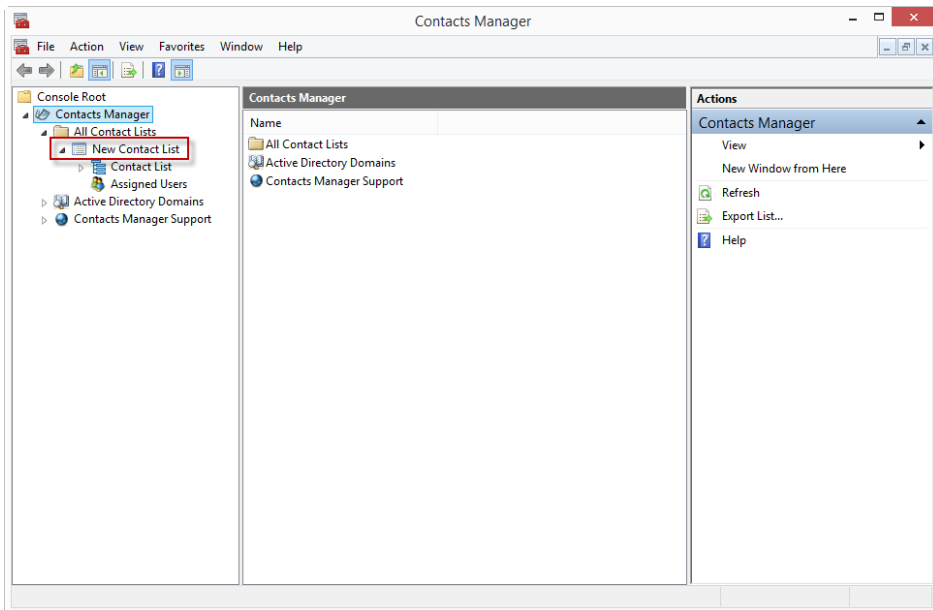 Contacts Manager
File Action View Favorites Window Help
Console Root
Contacts Manager
All Contact Lists
New Contact List
Contact List
Assigned Users
Active Directory Domains
Contacts Manager Support
Contacts Manager
Name
All Contact Lists
Active Directory Domains
Contacts Manager Support
Actions
Contacts Manager
View
New Window from Here
Refresh
Export List...
Help